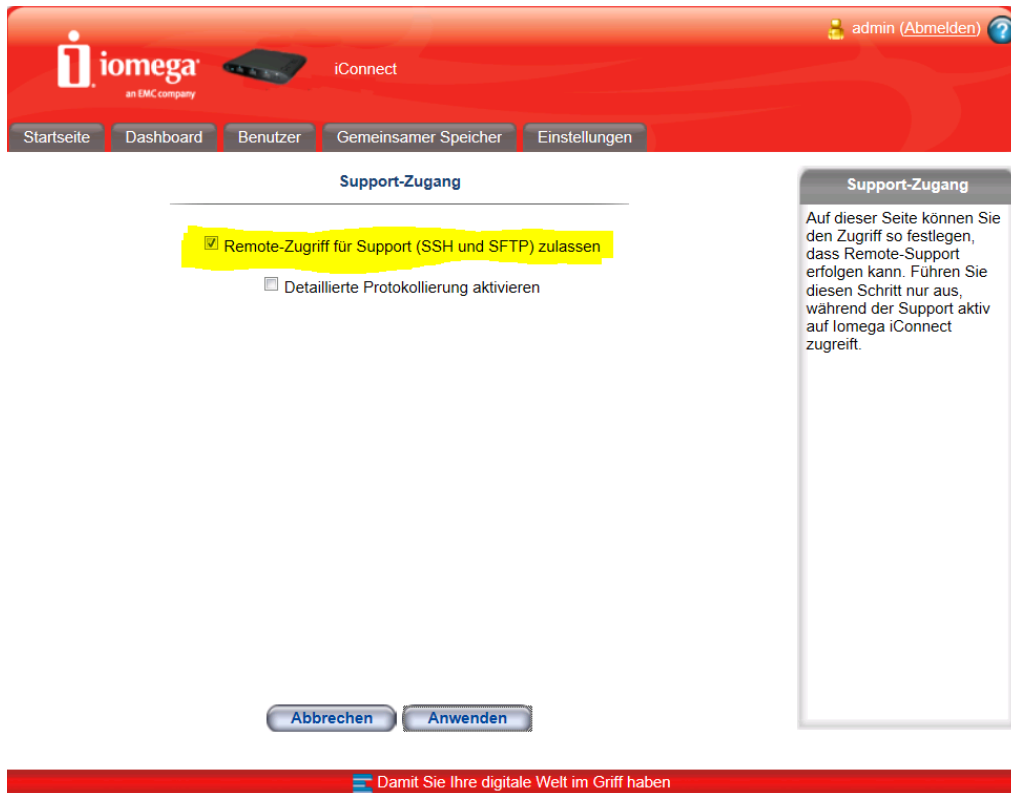 admin (Abmelden)
iomega
an EMC company
iConnect
Startseite
Dashboard
Benutzer
Gemeinsamer Speicher
Einstellungen
Support-Zugang
Remote-Zugriff für Support (SSH und SFTP) zulassen
Detaillierte Protokollierung aktivieren
Abbrechen
Anwenden
Support-Zugang
Auf dieser Seite können Sie
den Zugriff so festlegen,
dass Remote-Support
erfolgen kann. Führen Sie
diesen Schritt nur aus,
während der Support aktiv
auf Iomega iConnect
zugreift.
Damit Sie Ihre digitale Welt im Griff haben